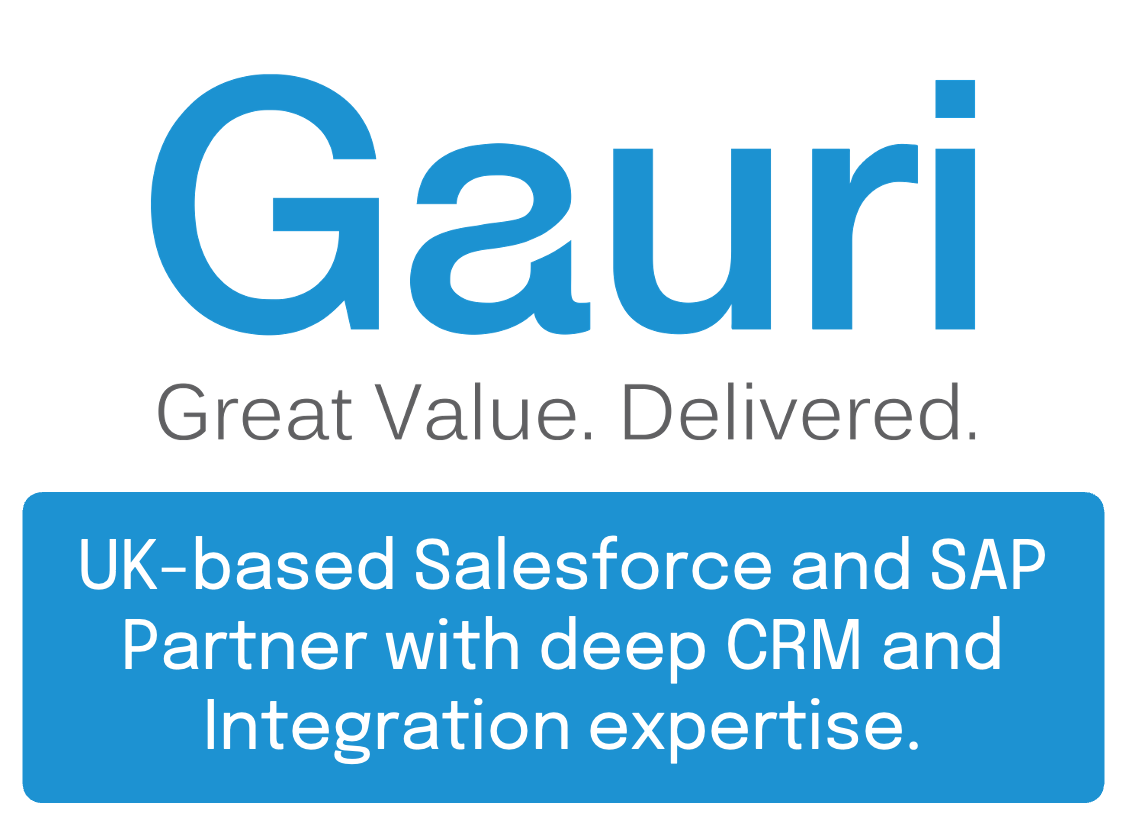 Gauri
Great Value. Delivered.
UK-based Salesforce and SAP
Partner with deep CRM and
Integration expertise.